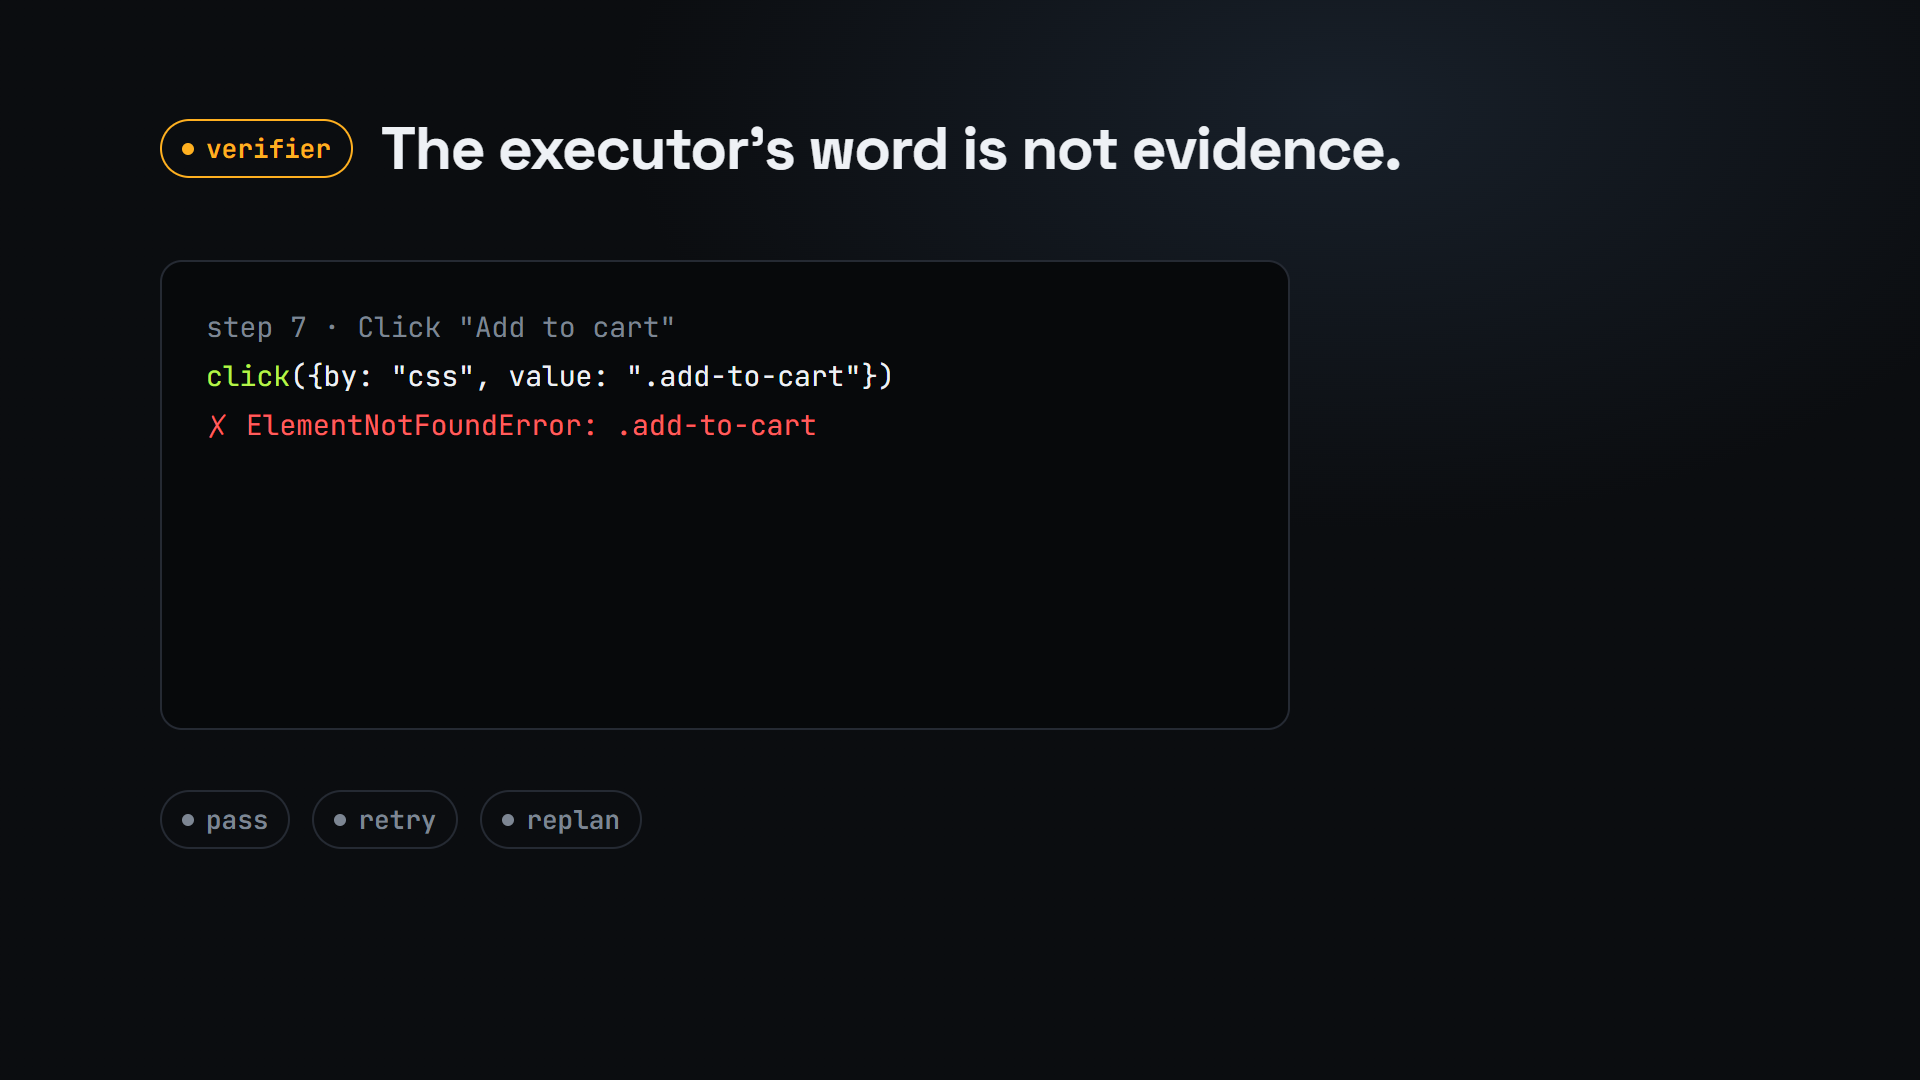 verifier
The executor’s word is not evidence.
step 7 · Click "Add to cart"
click({by: "css", value: ".add-to-cart"})
✗ ElementNotFoundError: .add-to-cart
pass
retry
replan